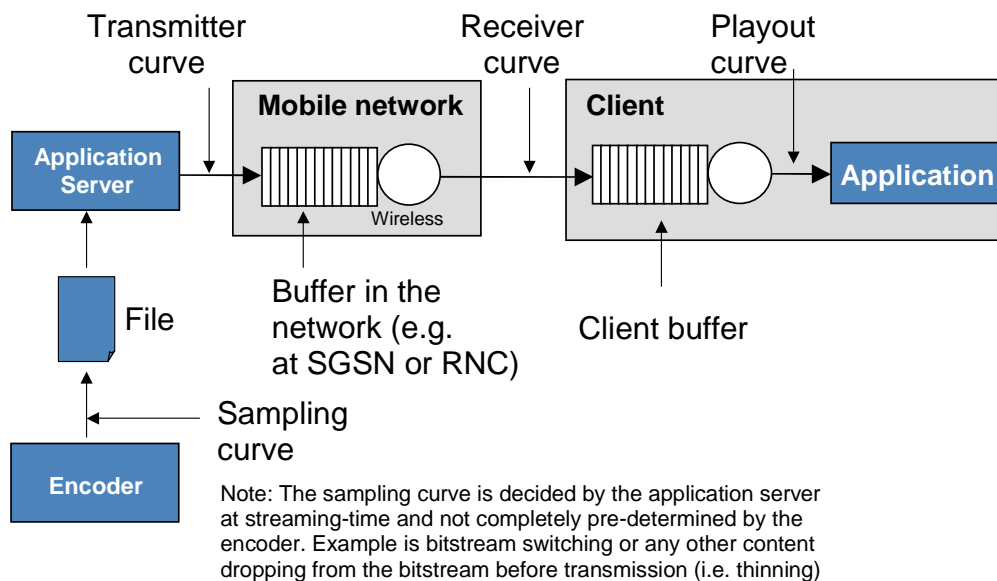 Transmitter
curve
Receiver
curve
Playout
curve
Mobile network
Client
Application
Server
Wireless
Application
File
Buffer in the
network (e.g.
at SGSN or RNC)
Client buffer
Sampling
curve
Encoder
Note: The sampling curve is decided by the application server
at streaming-time and not completely pre-determined by the
encoder. Example is bitstream switching or any other content
dropping from the bitstream before transmission (i.e. thinning)